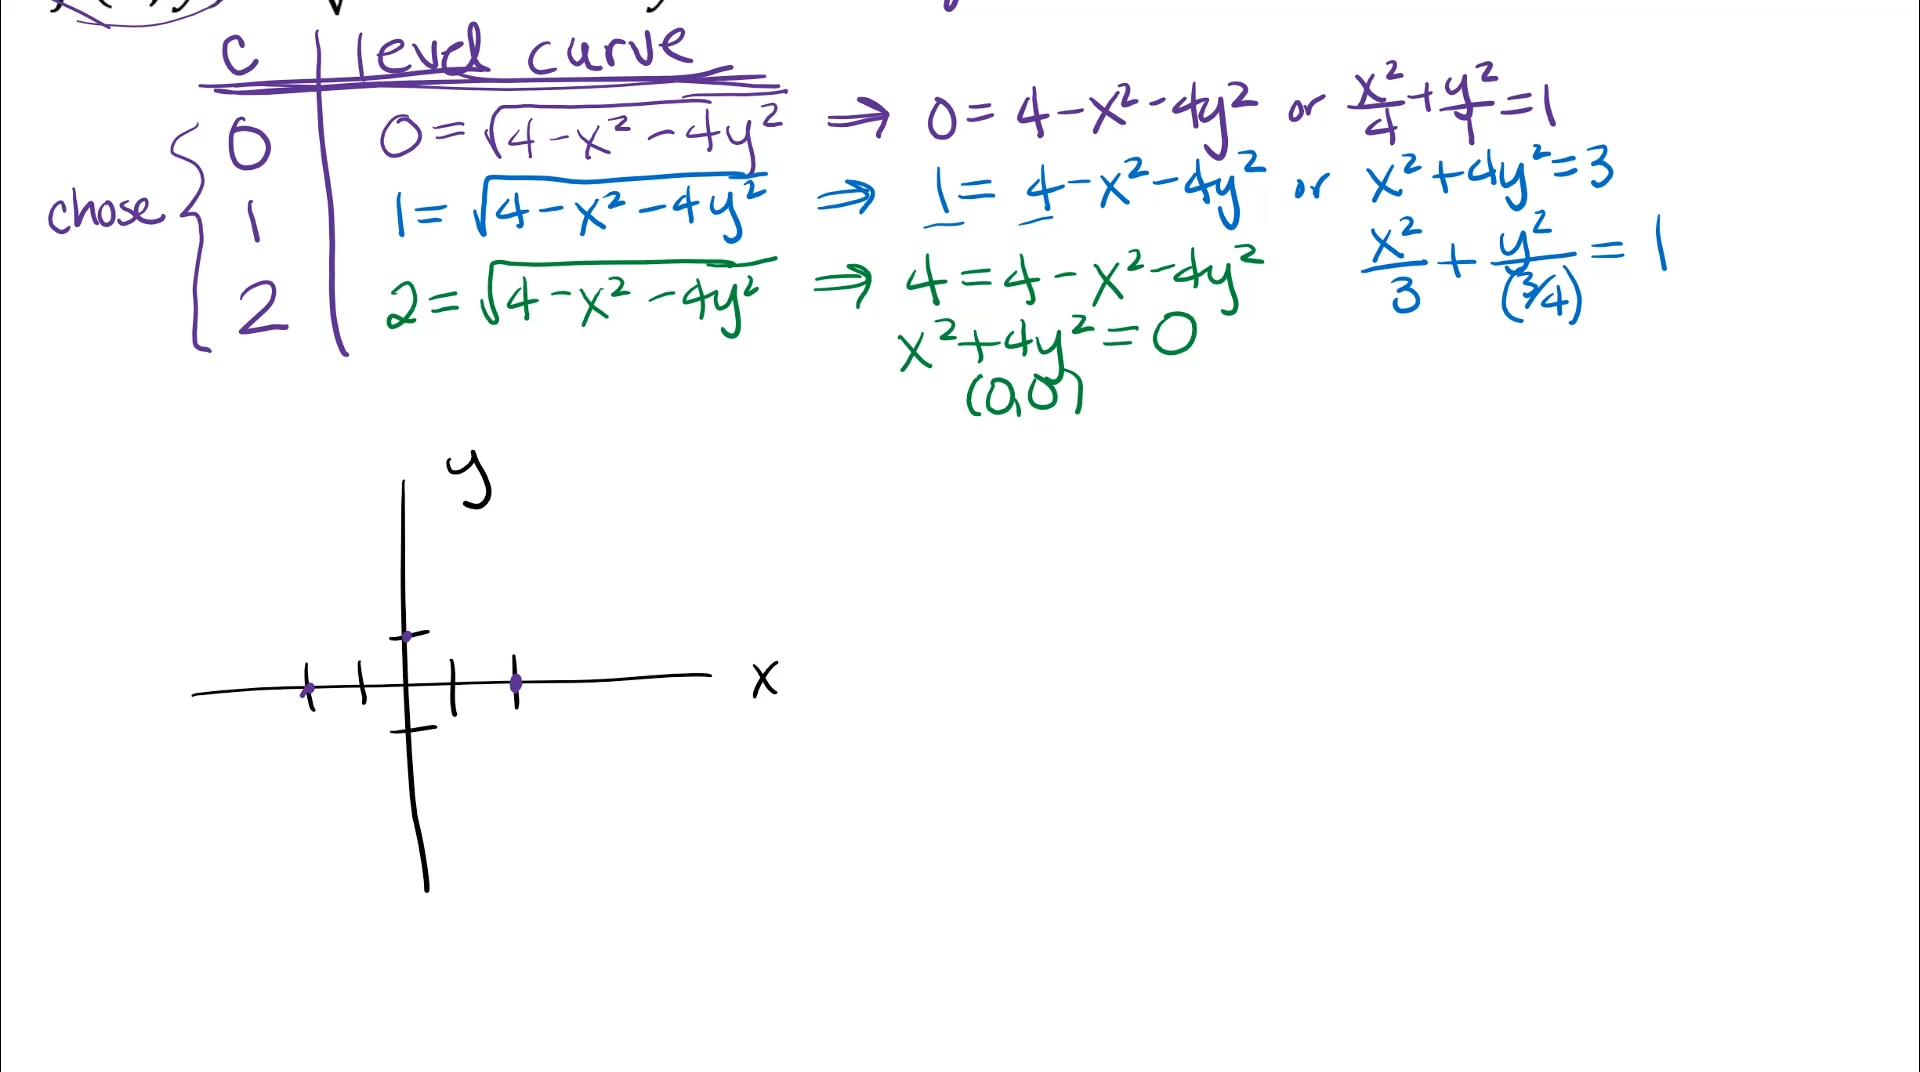 c | level curve
chose { 0 | 0 = √(4-x²-4y²) ⇒ 0 = 4-x²-4y² or x²/4 + y²/1 = 1
1 | 1 = √(4-x²-4y²) ⇒ 1 = 4-x²-4y² or x²+4y² = 3
x²/3 + y²/(3/4) = 1
2 | 2 = √(4-x²-4y²) ⇒ 4 = 4-x²-4y²
x²+4y² = 0
(0,0)
y
x